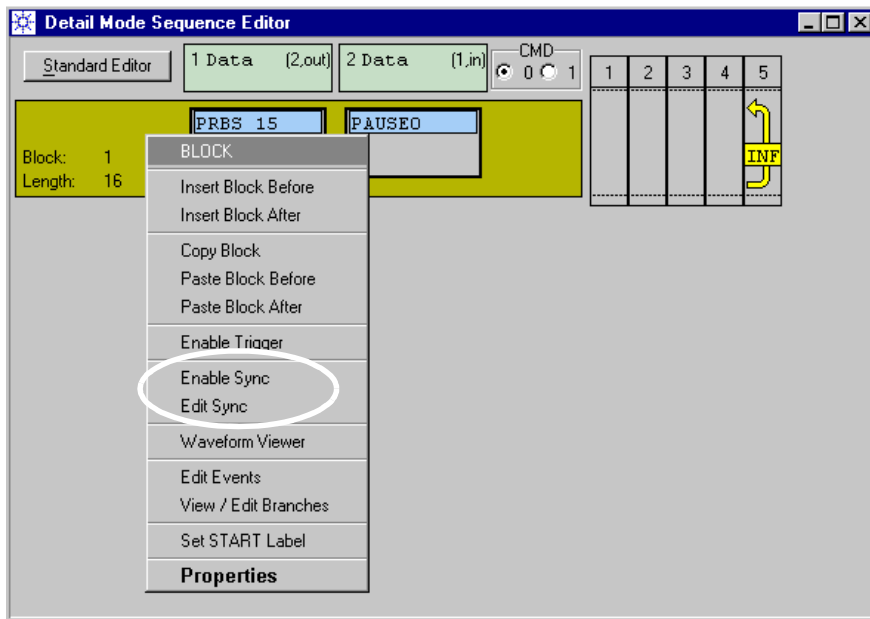 Detail Mode Sequence Editor
Standard Editor
1 Data (2,out)
2 Data (1,in)
CMD
0 1
1 2 3 4 5
PRBS 15
PAUSE0
INF
Block: 1
Length: 16
BLOCK
Insert Block Before
Insert Block After
Copy Block
Paste Block Before
Paste Block After
Enable Trigger
Enable Sync
Edit Sync
Waveform Viewer
Edit Events
View / Edit Branches
Set START Label
Properties